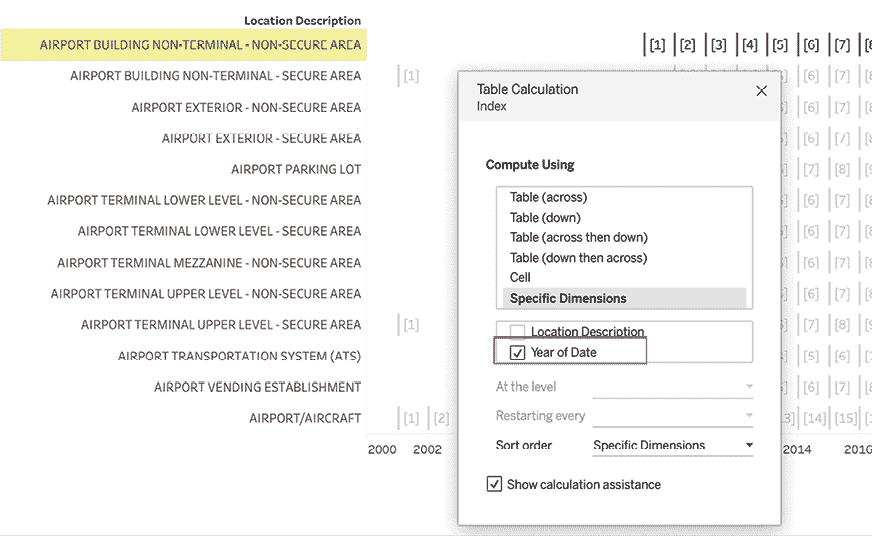 Location Description
AIRPORT BUILDING NON-TERMINAL - NON-SECURE AREA [1] [2] [3] [4] [5] [6] [7] [8
AIRPORT BUILDING NON-TERMINAL - SECURE AREA [1] [6] [7] [8
AIRPORT EXTERIOR - NON-SECURE AREA [6] [7] [8
AIRPORT EXTERIOR - SECURE AREA [6] [7] [8
AIRPORT PARKING LOT [7] [8] [9
AIRPORT TERMINAL LOWER LEVEL - NON-SECURE AREA [6] [7] [8
AIRPORT TERMINAL LOWER LEVEL - SECURE AREA [6] [7] [8
AIRPORT TERMINAL MEZZANINE - NON-SECURE AREA [6] [7] [8
AIRPORT TERMINAL UPPER LEVEL - NON-SECURE AREA [6] [7] [8
AIRPORT TERMINAL UPPER LEVEL - SECURE AREA [1] [7] [8] [9
AIRPORT TRANSPORTATION SYSTEM (ATS) [5] [6] [7
AIRPORT VENDING ESTABLISHMENT [6] [7] [8
AIRPORT/AIRCRAFT [1] [2] [14] [15]
2000 2002 2014 2016
Table Calculation
Index
Compute Using
Table (across)
Table (down)
Table (across then down)
Table (down then across)
Cell
Specific Dimensions
Location Description
Year of Date
At the level
Restarting every
Sort order Specific Dimensions
Show calculation assistance